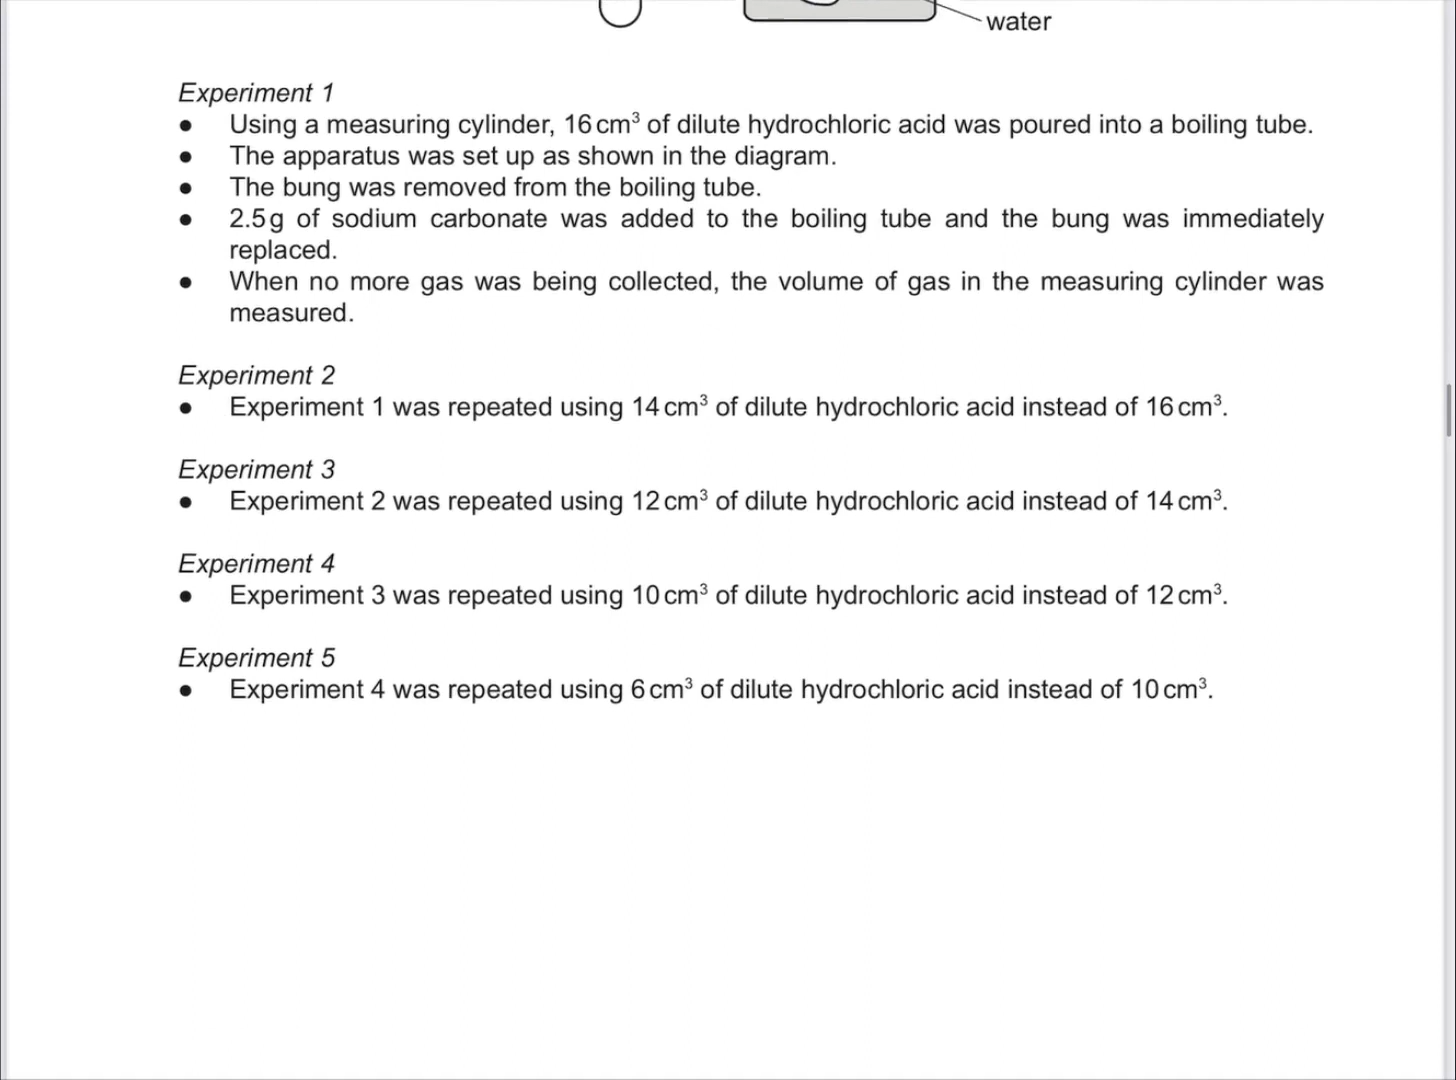 water
Experiment 1
● Using a measuring cylinder, 16 cm³ of dilute hydrochloric acid was poured into a boiling tube.
● The apparatus was set up as shown in the diagram.
● The bung was removed from the boiling tube.
● 2.5 g of sodium carbonate was added to the boiling tube and the bung was immediately
replaced.
● When no more gas was being collected, the volume of gas in the measuring cylinder was
measured.
Experiment 2
● Experiment 1 was repeated using 14 cm³ of dilute hydrochloric acid instead of 16 cm³.
Experiment 3
● Experiment 2 was repeated using 12 cm³ of dilute hydrochloric acid instead of 14 cm³.
Experiment 4
● Experiment 3 was repeated using 10 cm³ of dilute hydrochloric acid instead of 12 cm³.
Experiment 5
● Experiment 4 was repeated using 6 cm³ of dilute hydrochloric acid instead of 10 cm³.